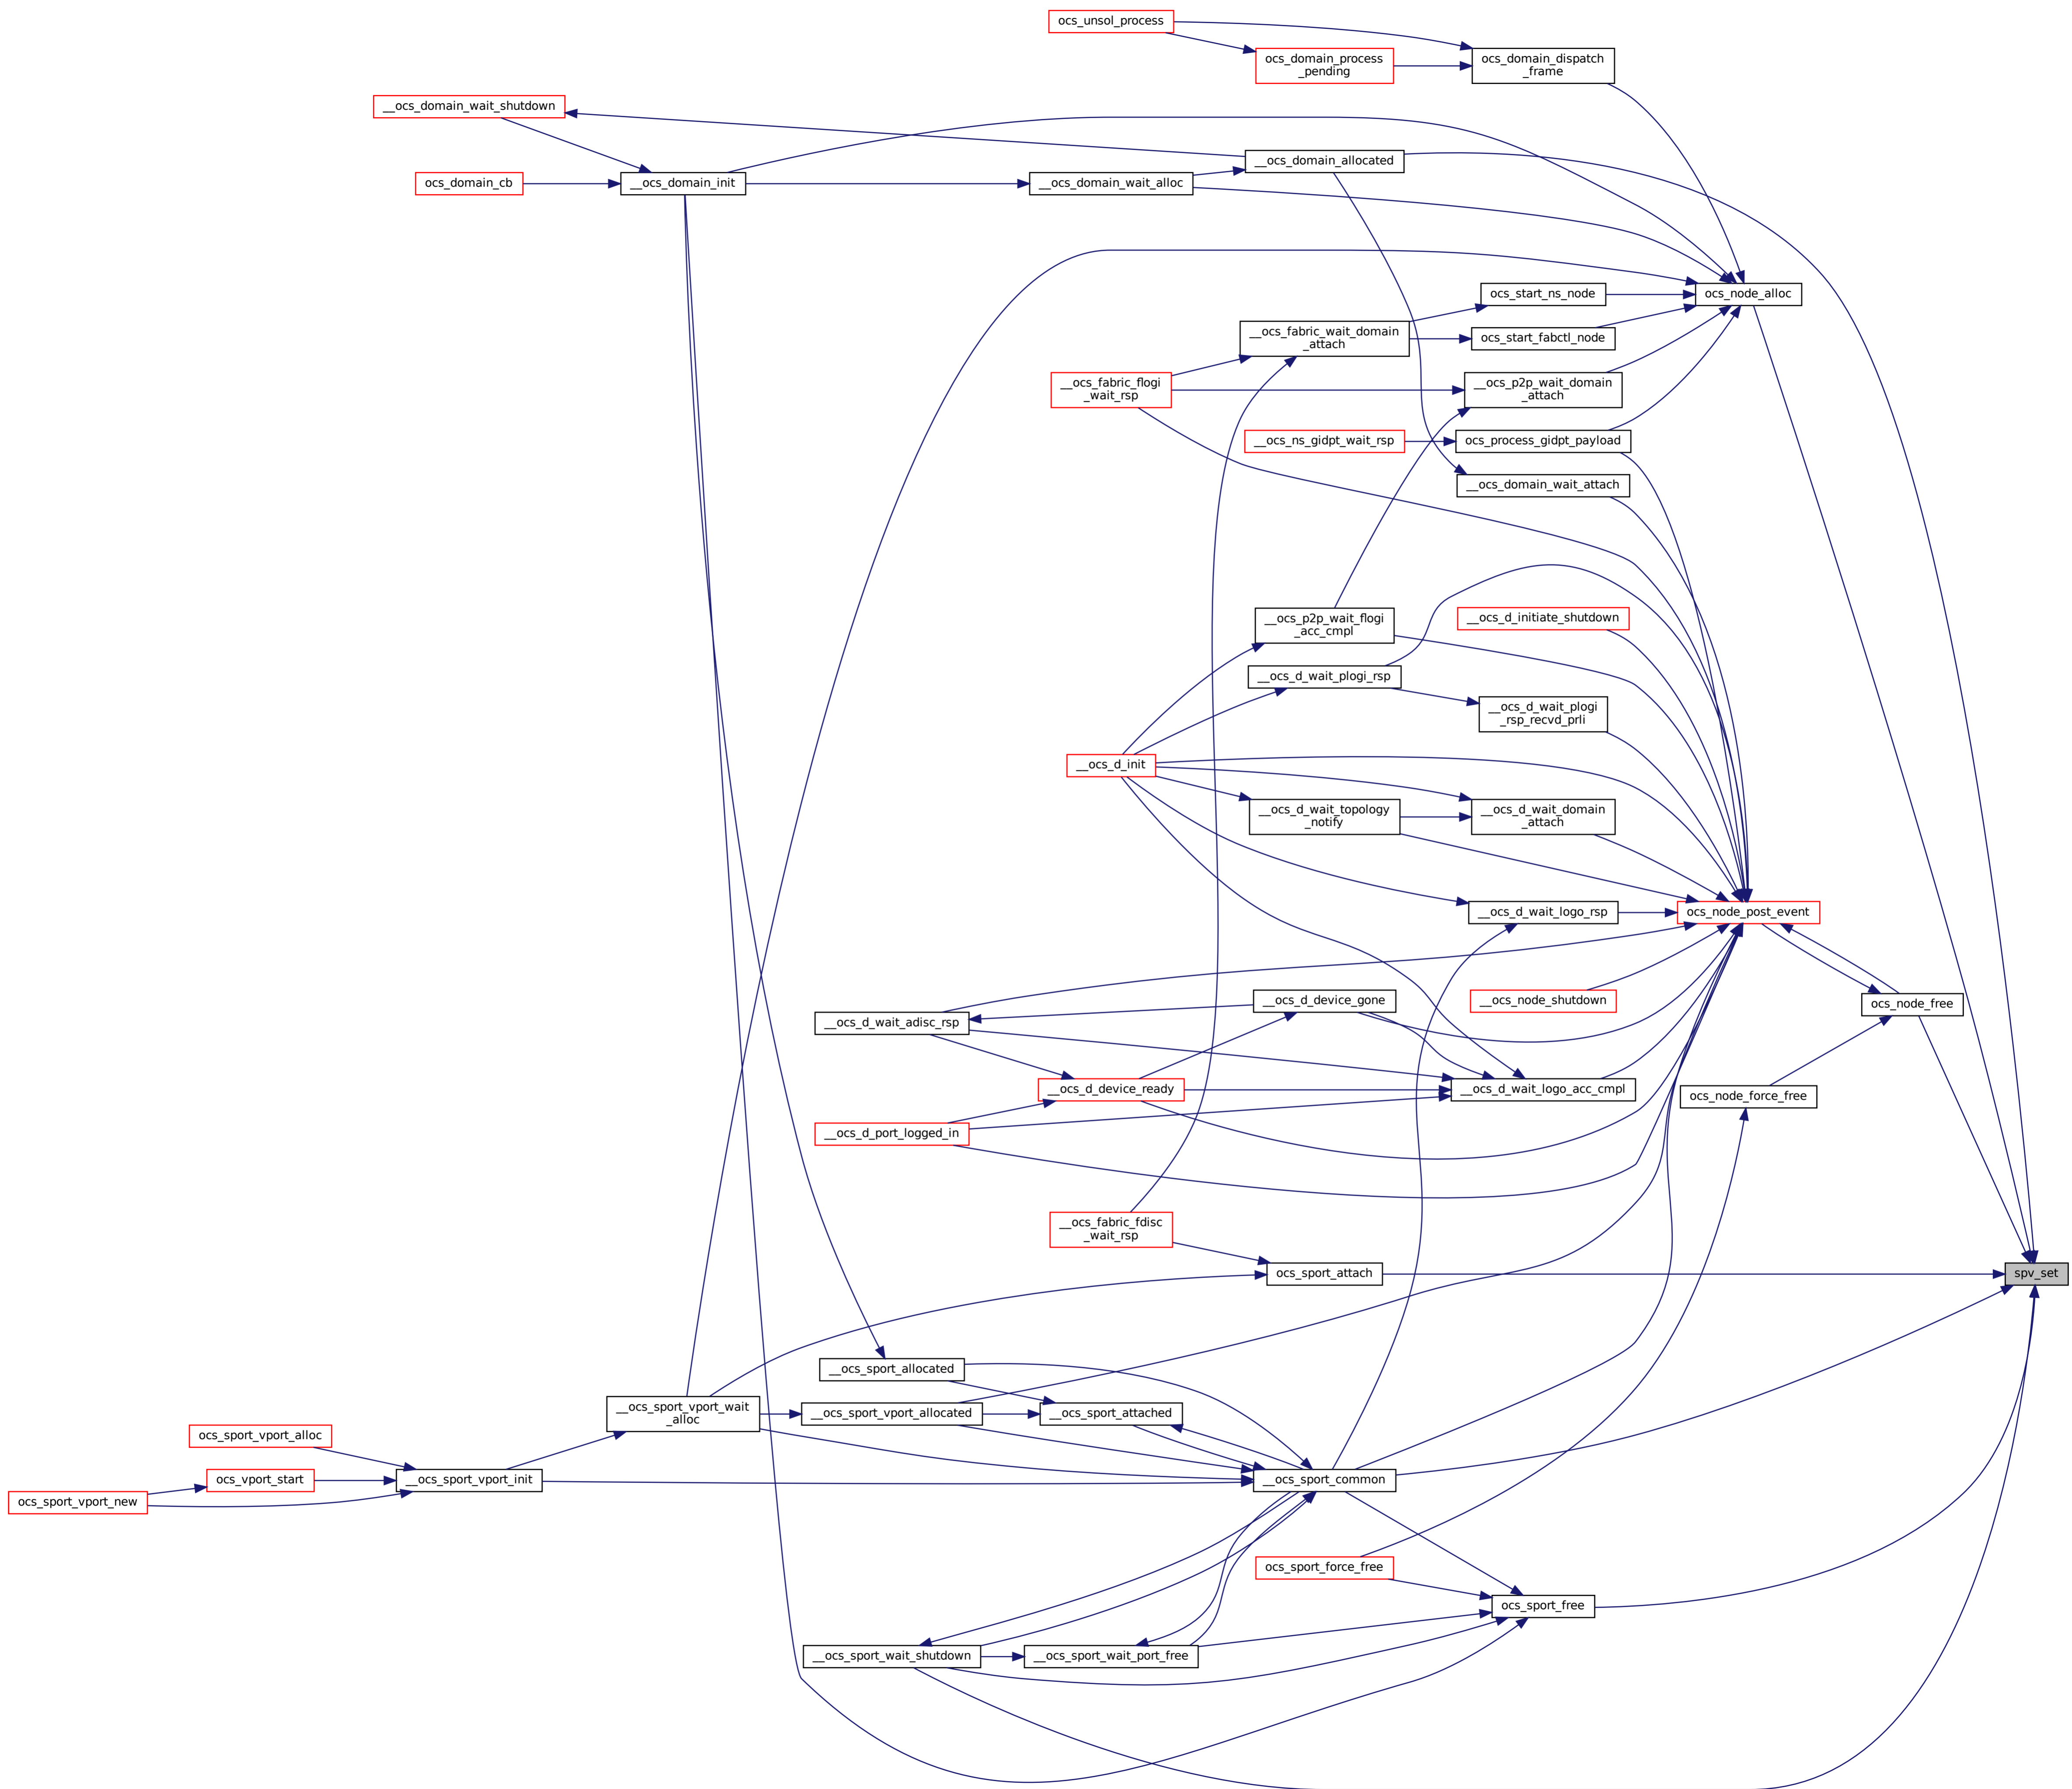 ocs_unsol_process
ocs_domain_process
_pending
ocs_domain_dispatch
_frame
__ocs_domain_wait_shutdown
__ocs_domain_allocated
ocs_domain_cb
__ocs_domain_init
__ocs_domain_wait_alloc
ocs_start_ns_node
ocs_node_alloc
__ocs_fabric_wait_domain
_attach
ocs_start_fabctl_node
__ocs_fabric_flogi
_wait_rsp
__ocs_p2p_wait_domain
_attach
__ocs_ns_gidpt_wait_rsp
ocs_process_gidpt_payload
__ocs_domain_wait_attach
__ocs_p2p_wait_flogi
_acc_cmpl
__ocs_d_initiate_shutdown
__ocs_d_wait_plogi_rsp
__ocs_d_wait_plogi
_rsp_recvd_prli
__ocs_d_init
__ocs_d_wait_topology
_notify
__ocs_d_wait_domain
_attach
__ocs_d_wait_logo_rsp
ocs_node_post_event
__ocs_d_device_gone
__ocs_node_shutdown
ocs_node_free
__ocs_d_wait_adisc_rsp
__ocs_d_device_ready
__ocs_d_wait_logo_acc_cmpl
ocs_node_force_free
__ocs_d_port_logged_in
__ocs_fabric_fdisc
_wait_rsp
ocs_sport_attach
spv_set
__ocs_sport_allocated
__ocs_sport_vport_wait
_alloc
__ocs_sport_vport_allocated
__ocs_sport_attached
ocs_sport_vport_alloc
ocs_vport_start
__ocs_sport_vport_init
__ocs_sport_common
ocs_sport_vport_new
ocs_sport_force_free
ocs_sport_free
__ocs_sport_wait_shutdown
__ocs_sport_wait_port_free